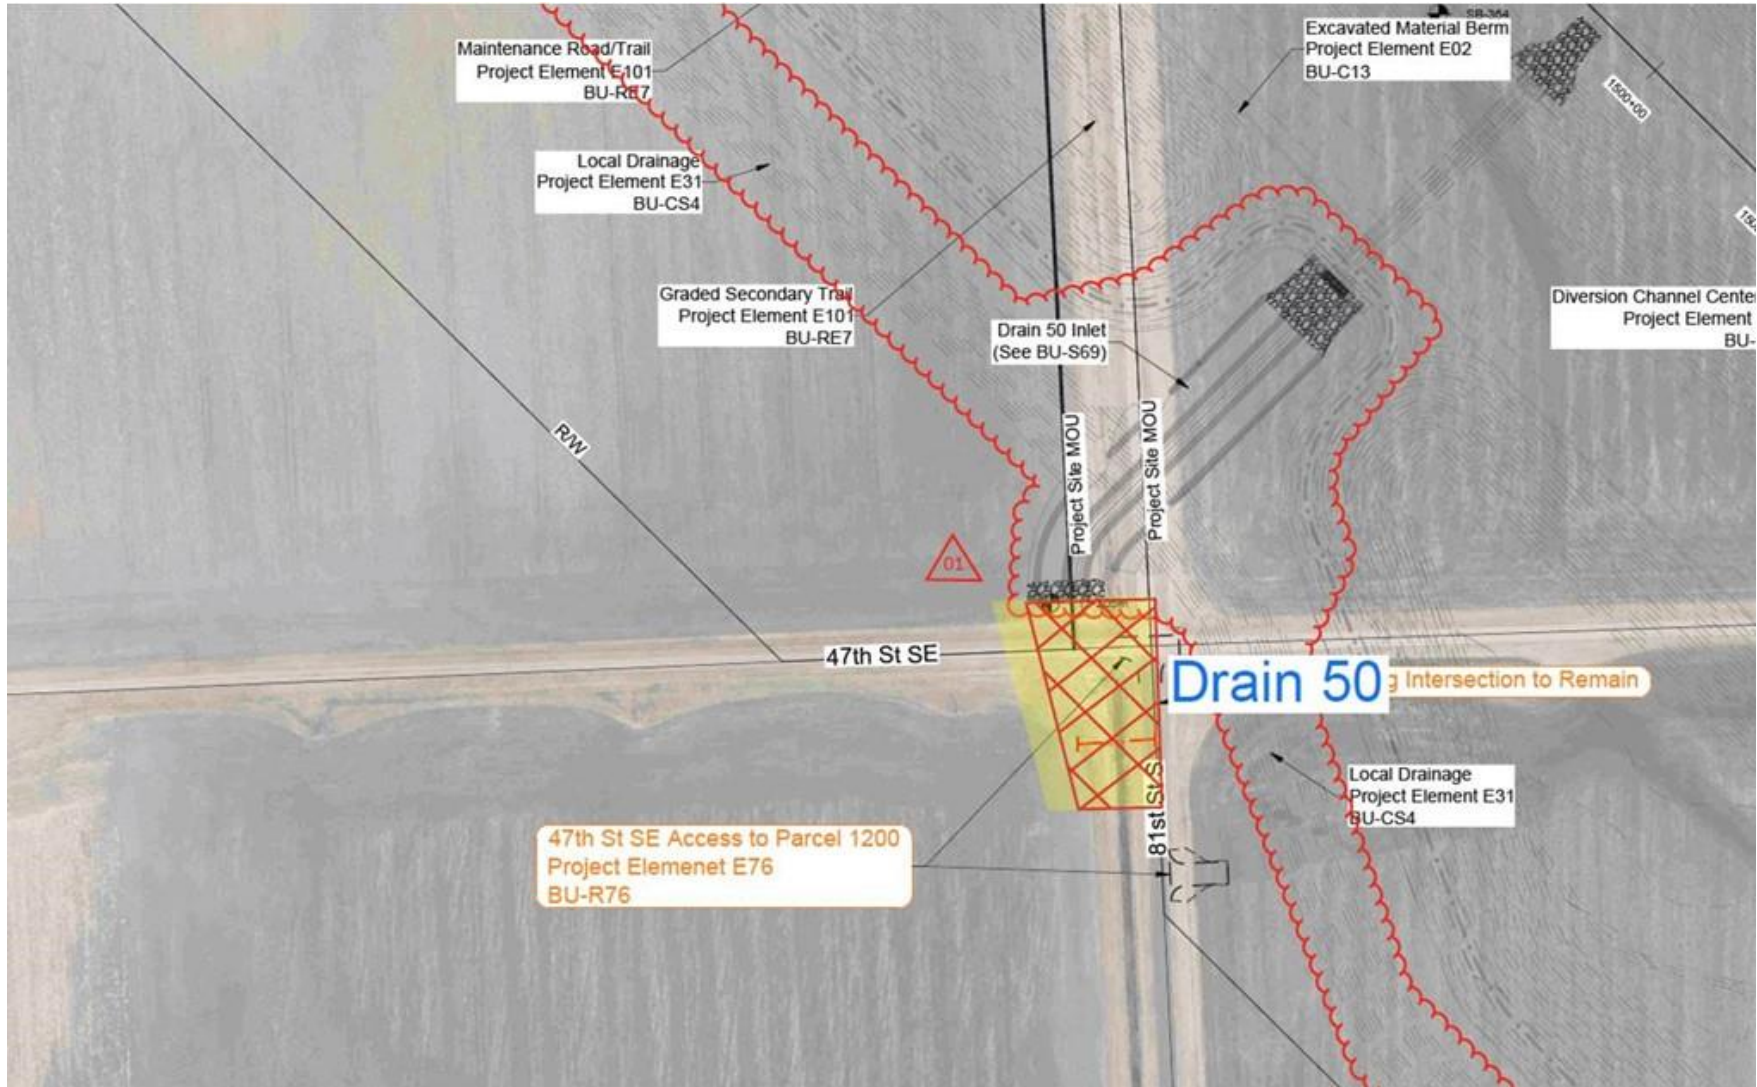 SB-364
Excavated Material Berm
Project Element E02
BU-C13
Maintenance Road/Trail
Project Element E101
BU-RE7
1500+00
Local Drainage
Project Element E31
BU-CS4
Graded Secondary Trail
Project Element E101
BU-RE7
Diversion Channel Cente
Project Element
BU-
Drain 50 Inlet
(See BU-S69)
R/W
Project Site MOU
Project Site MOU
01
47th St SE
Drain 50
g Intersection to Remain
Local Drainage
Project Element E31
BU-CS4
81st St S
47th St SE Access to Parcel 1200
Project Elemenet E76
BU-R76